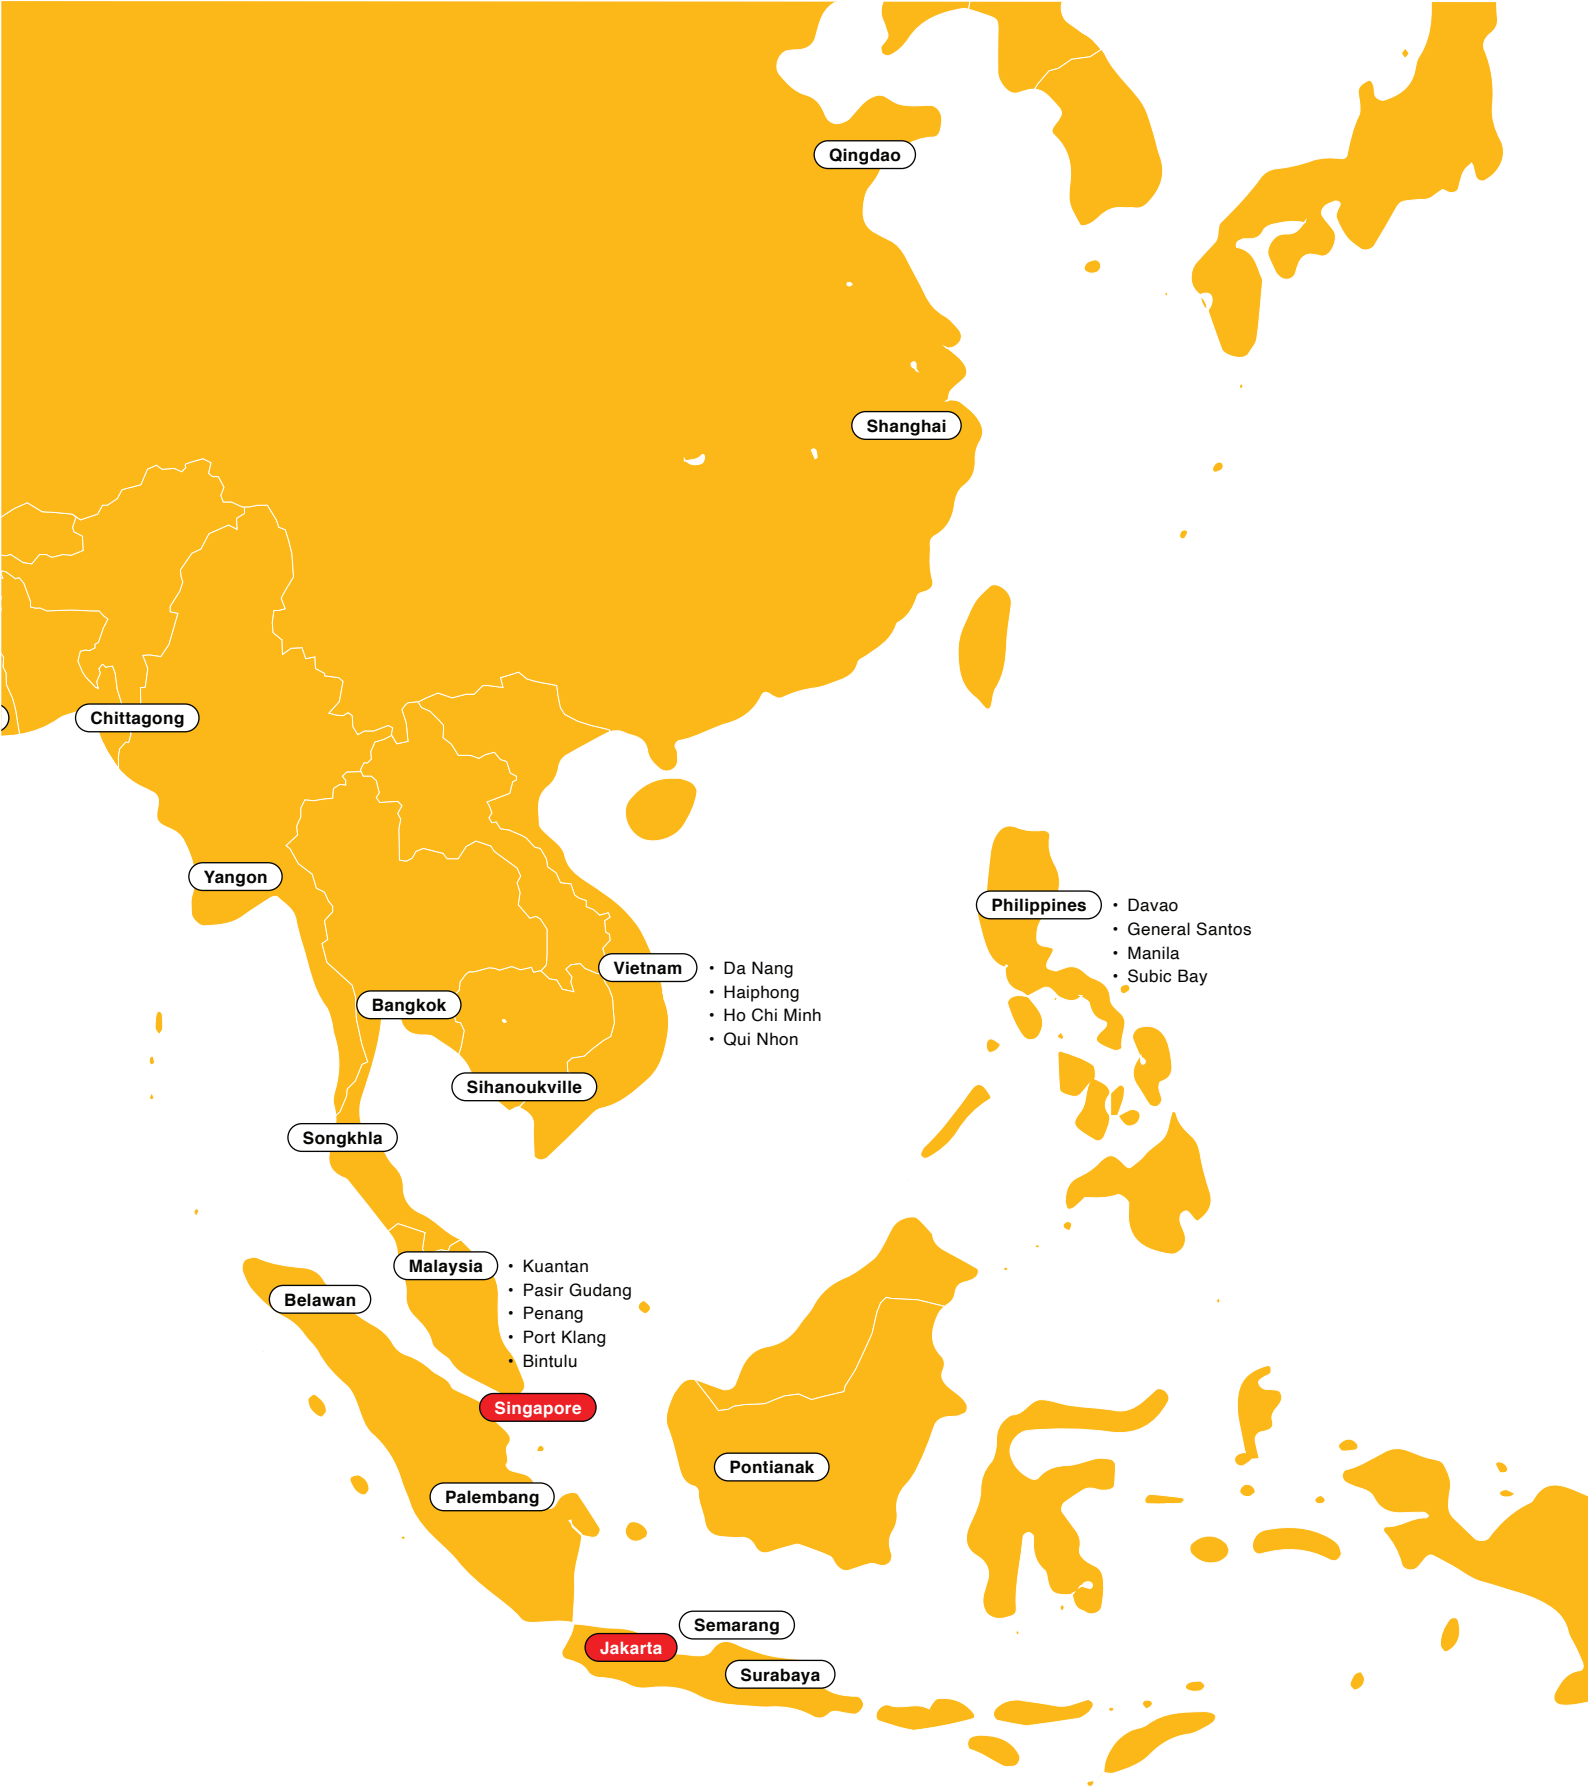 Qingdao
Shanghai
Chittagong
Yangon
Philippines
• Davao
• General Santos
• Manila
• Subic Bay
Vietnam
• Da Nang
• Haiphong
• Ho Chi Minh
• Qui Nhon
Bangkok
Sihanoukville
Songkhla
Malaysia
• Kuantan
• Pasir Gudang
• Penang
• Port Klang
• Bintulu
Belawan
Singapore
Pontianak
Palembang
Semarang
Jakarta
Surabaya